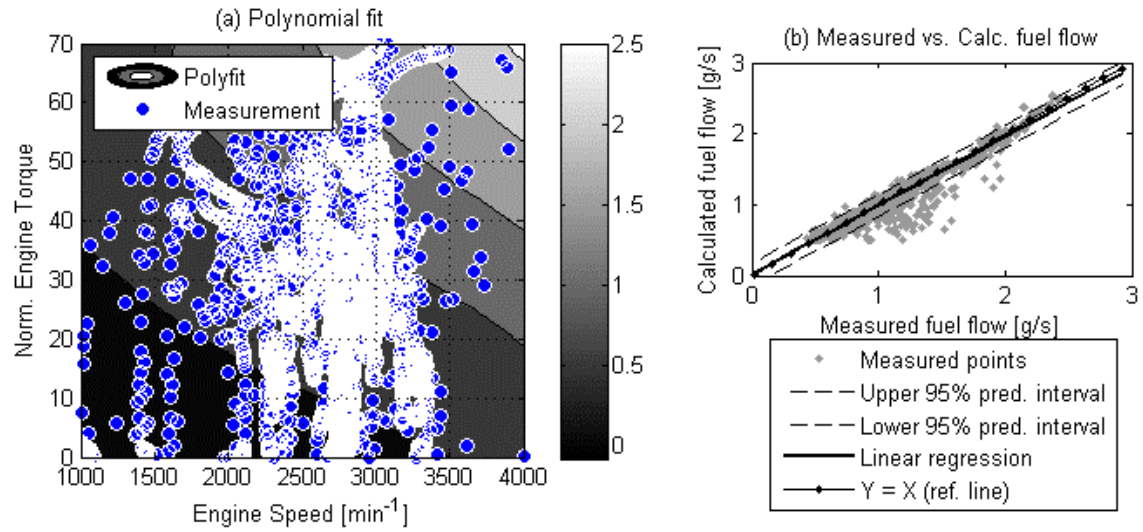 (a) Polynomial fit
70
60
50
40
30
20
10
0
Norm. Engine Torque
Polyfit
Measurement
1000 1500 2000 2500 3000 3500 4000
Engine Speed [min⁻¹]
2.5
2
1.5
1
0.5
0
(b) Measured vs. Calc. fuel flow
3
2
1
0
Calculated fuel flow [g/s]
0 1 2 3
Measured fuel flow [g/s]
Measured points
Upper 95% pred. interval
Lower 95% pred. interval
Linear regression
Y = X (ref. line)